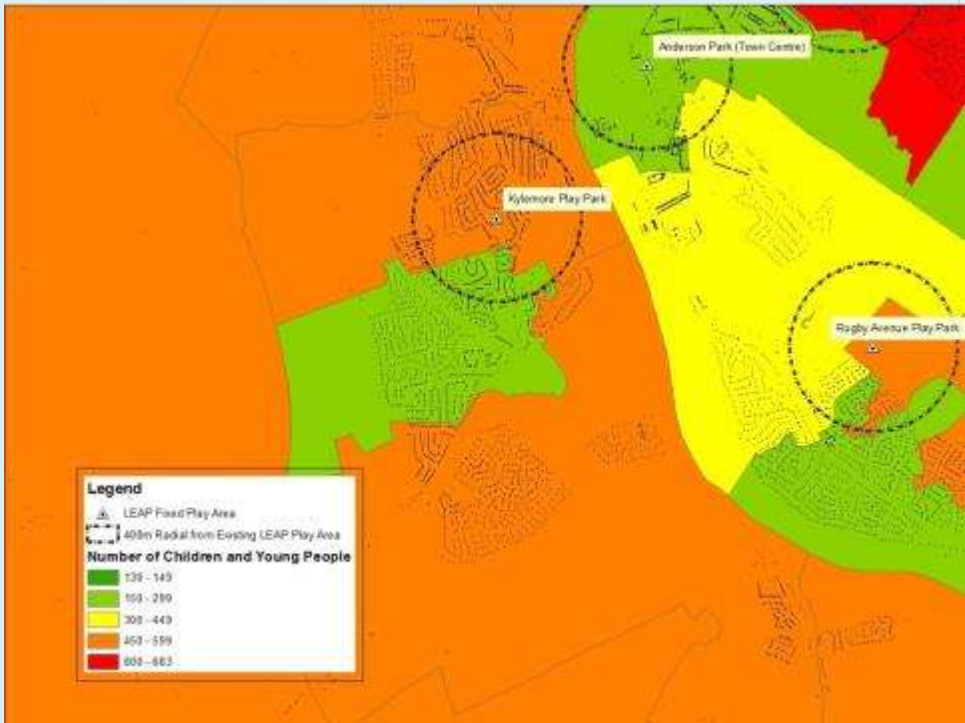 Anderson Park (Town Centre)
Kylemore Play Park
Rugby Avenue Play Park
Legend
LEAP Fixed Play Area
400m Radial from Existing LEAP Play Area
Number of Children and Young People
130 - 149
150 - 299
300 - 449
450 - 599
600 - 683